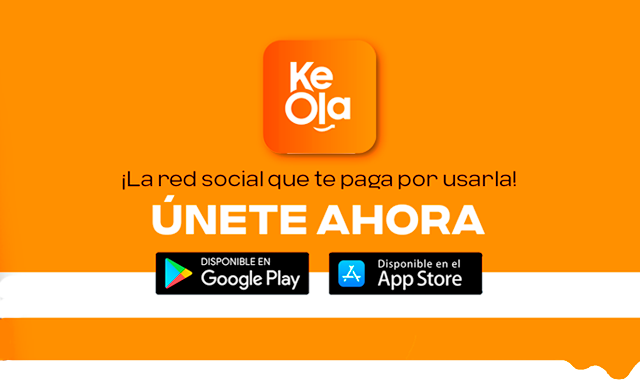 Ke
Ola
¡La red social que te paga por usarla!
ÚNETE AHORA
DISPONIBLE EN
Google Play
Disponible en el
App Store